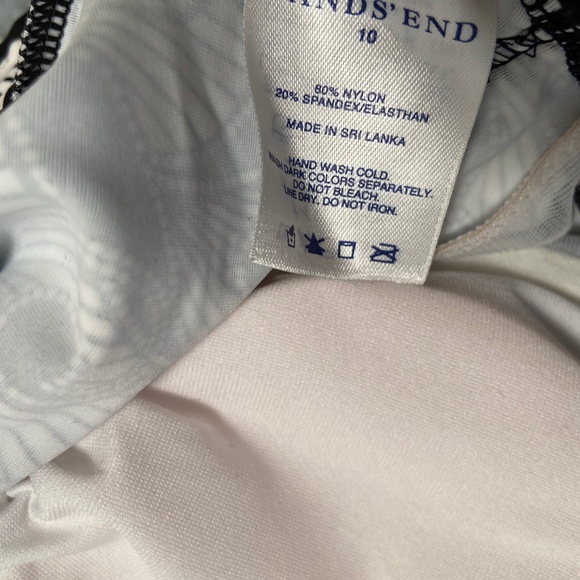 LANDS' END
10
80% NYLON
20% SPANDEX/ELASTHAN
MADE IN SRI LANKA
HAND WASH COLD.
WASH DARK COLORS SEPARATELY.
DO NOT BLEACH.
LINE DRY. DO NOT IRON.